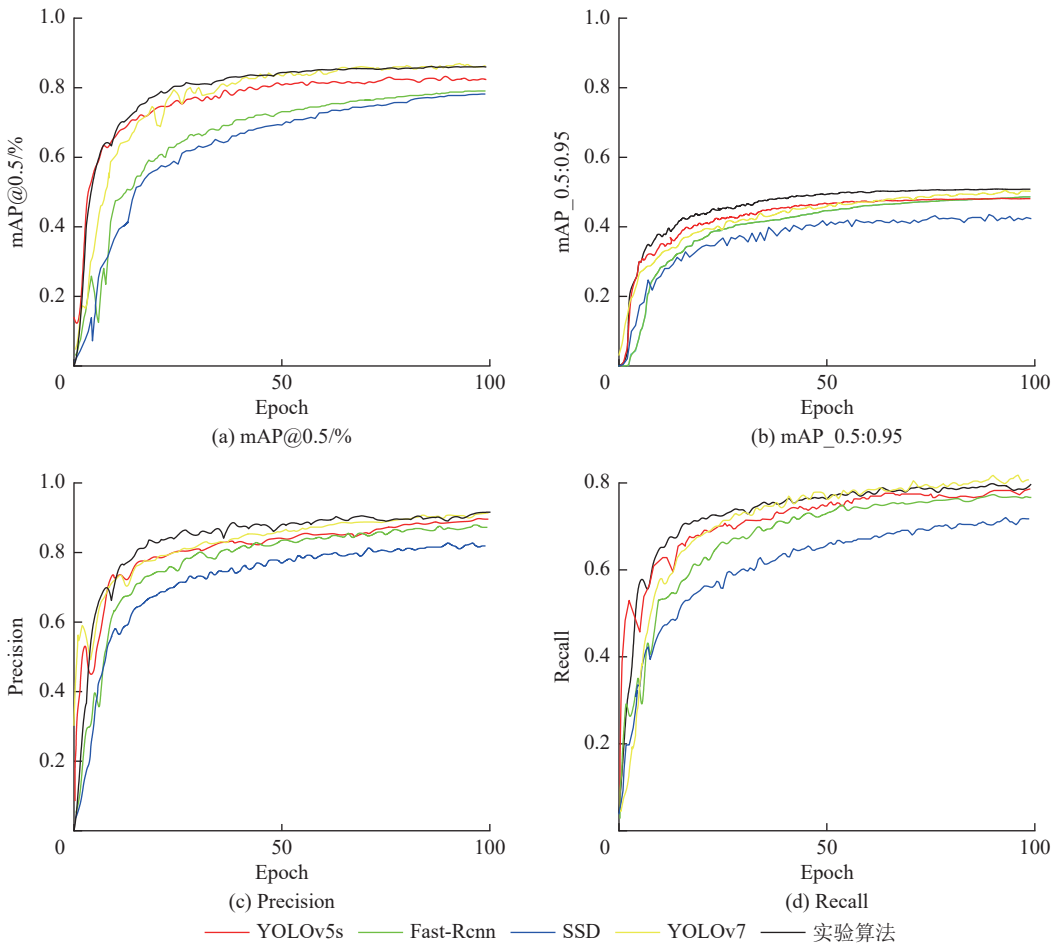 1.0
0.8
0.6
0.4
0.2
0
50
100
mAP@0.5/%
Epoch
(a) mAP@0.5/%
1.0
0.8
0.6
0.4
0.2
0
50
100
mAP_0.5:0.95
Epoch
(b) mAP_0.5:0.95
1.0
0.8
0.6
0.4
0.2
0
50
100
Precision
Epoch
(c) Precision
0.8
0.6
0.4
0.2
0
50
100
Recall
Epoch
(d) Recall
YOLOv5s Fast-Rcnn SSD YOLOv7 实验算法